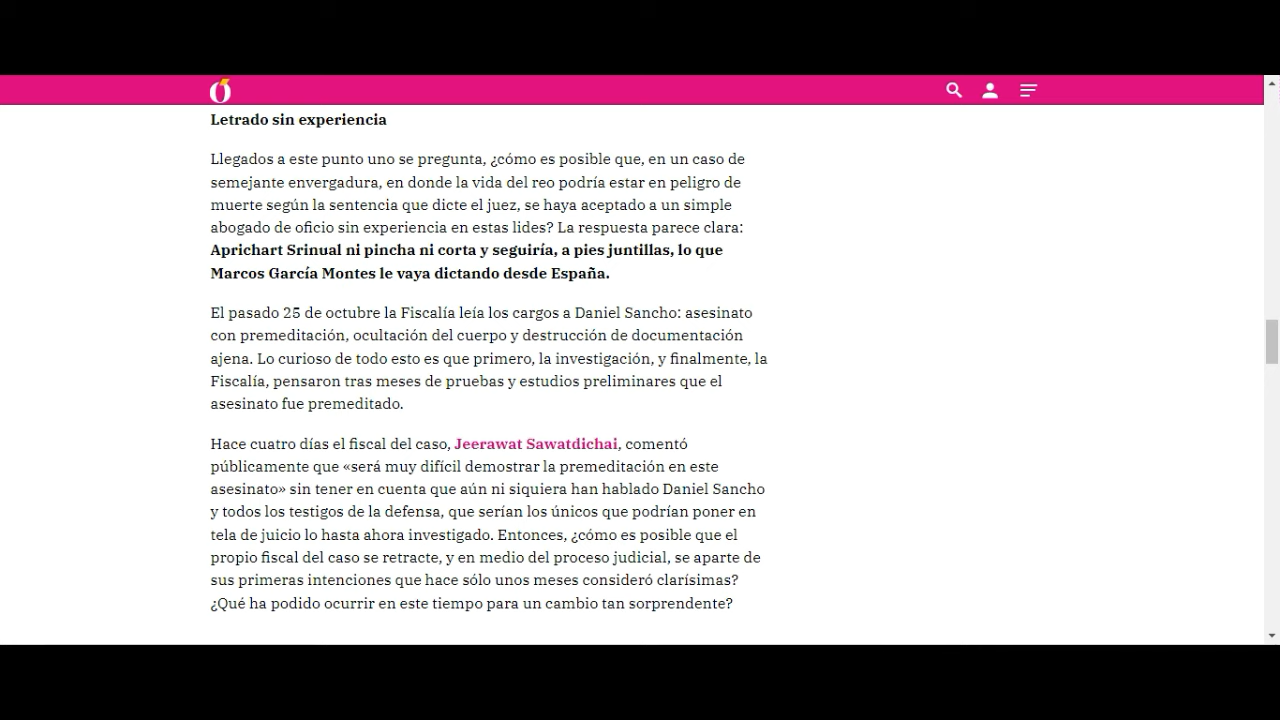 Ó
Letrado sin experiencia
Llegados a este punto uno se pregunta, ¿cómo es posible que, en un caso de
semejante envergadura, en donde la vida del reo podría estar en peligro de
muerte según la sentencia que dicte el juez, se haya aceptado a un simple
abogado de oficio sin experiencia en estas lides? La respuesta parece clara:
Aprichart Srinual ni pincha ni corta y seguiría, a pies juntillas, lo que
Marcos García Montes le vaya dictando desde España.
El pasado 25 de octubre la Fiscalía leía los cargos a Daniel Sancho: asesinato
con premeditación, ocultación del cuerpo y destrucción de documentación
ajena. Lo curioso de todo esto es que primero, la investigación, y finalmente, la
Fiscalía, pensaron tras meses de pruebas y estudios preliminares que el
asesinato fue premeditado.
Hace cuatro días el fiscal del caso, Jeerawat Sawatdichai, comentó
públicamente que «será muy difícil demostrar la premeditación en este
asesinato» sin tener en cuenta que aún ni siquiera han hablado Daniel Sancho
y todos los testigos de la defensa, que serían los únicos que podrían poner en
tela de juicio lo hasta ahora investigado. Entonces, ¿cómo es posible que el
propio fiscal del caso se retracte, y en medio del proceso judicial, se aparte de
sus primeras intenciones que hace sólo unos meses consideró clarísimas?
¿Qué ha podido ocurrir en este tiempo para un cambio tan sorprendente?